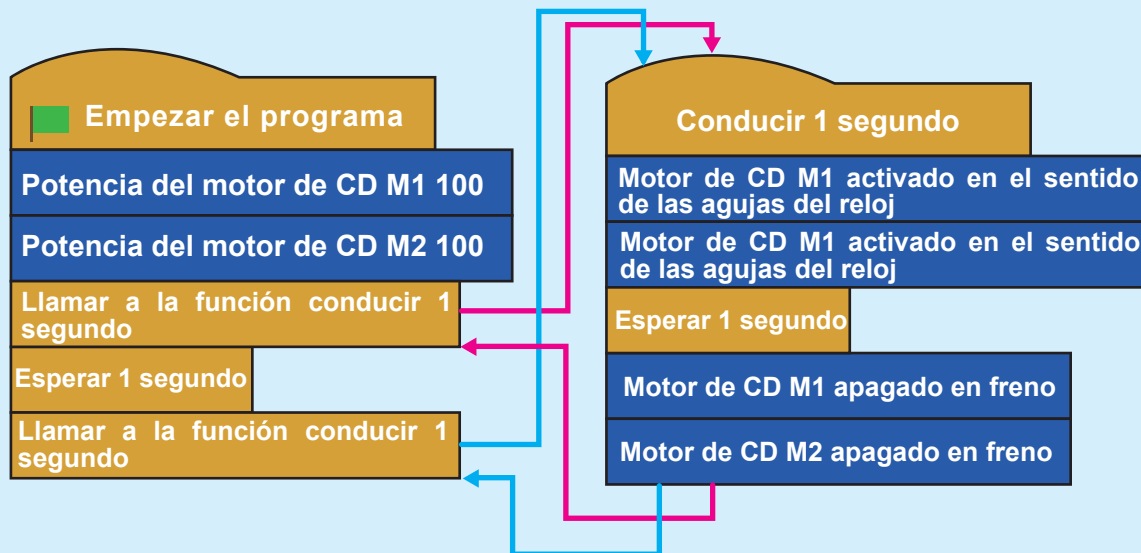 Empezar el programa
Potencia del motor de CD M1 100
Potencia del motor de CD M2 100
Llamar a la función conducir 1
segundo
Esperar 1 segundo
Llamar a la función conducir 1
segundo
Conducir 1 segundo
Motor de CD M1 activado en el sentido
de las agujas del reloj
Motor de CD M1 activado en el sentido
de las agujas del reloj
Esperar 1 segundo
Motor de CD M1 apagado en freno
Motor de CD M2 apagado en freno